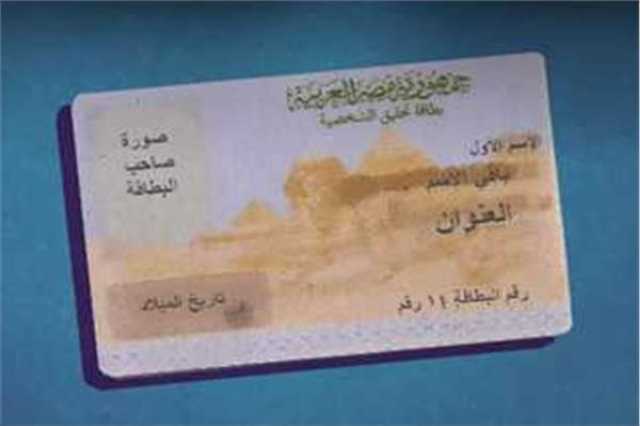 جمهورية مصر العربية
بطاقة تحقيق الشخصية
صورة
صاحب
البطاقة
الاسم الأول
باقى الاسم
العنوان
تاريخ الميلاد
رقم البطاقة ١٤ رقم